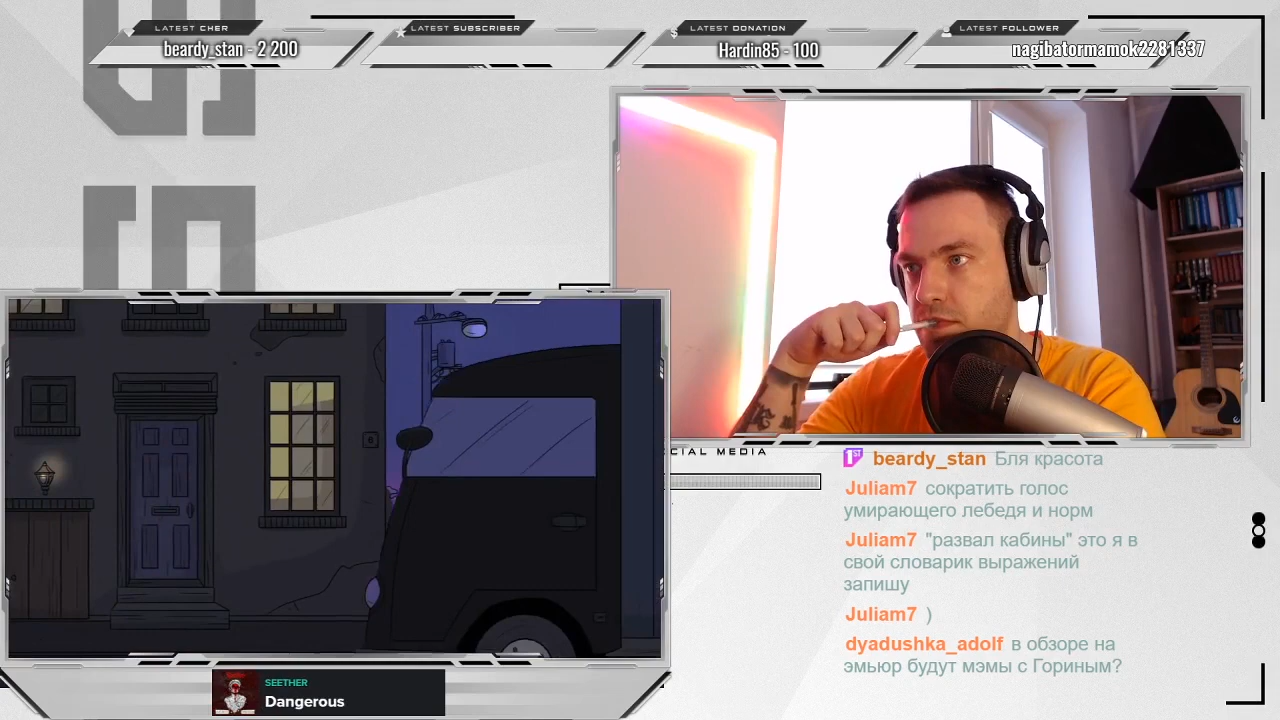 LATEST CHER
beardy_stan - 2 200
LATEST SUBSCRIBER
LATEST DONATION
Hardin85 - 100
LATEST FOLLOWER
nagibatormamok2281337
CIAL MEDIA
1ST beardy_stan Бля красота
Juliam7 сократить голос
умирающего лебедя и норм
Juliam7 "развал кабины" это я в
свой словарик выражений
запишу
Juliam7 )
dyadushka_adolf в обзоре на
эмьюр будут мэмы с Гориным?
SEETHER
Dangerous